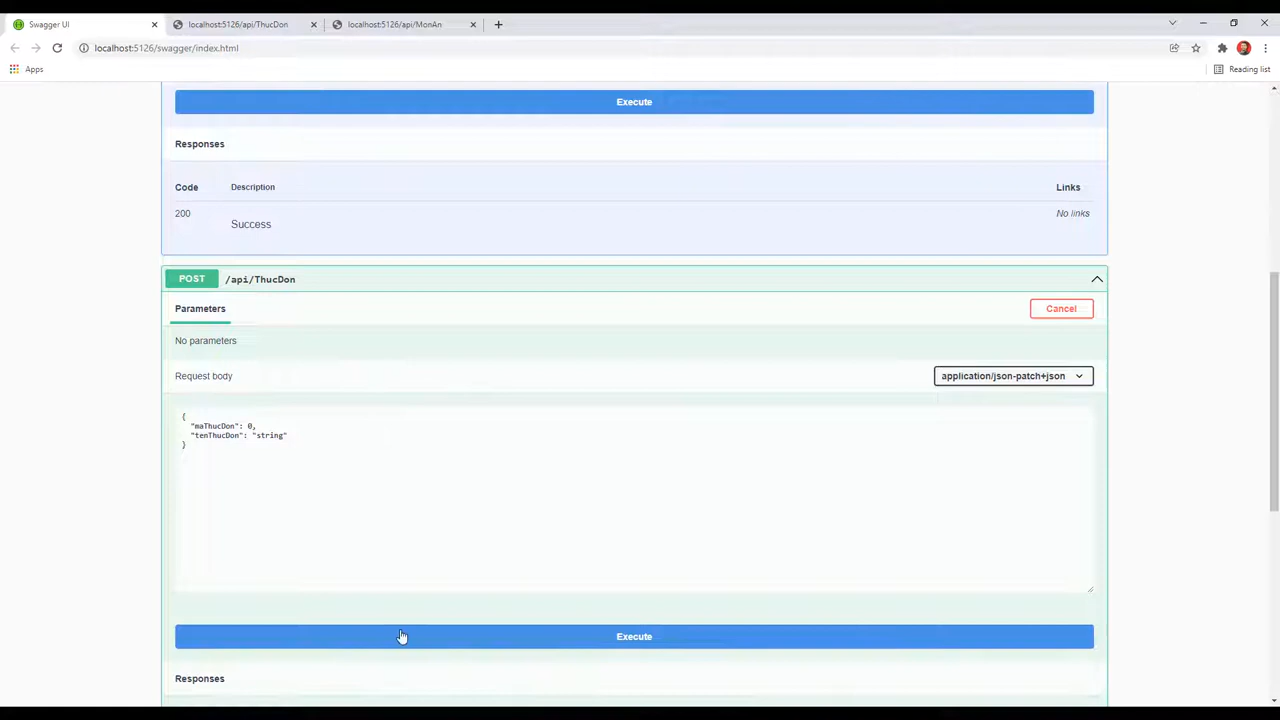 Swagger UI
localhost:5126/api/ThucDon
localhost:5126/api/MonAn
localhost:5126/swagger/index.html
Apps
Reading list
Execute
Responses
Code Description Links
200 Success No links
POST /api/ThucDon
Parameters Cancel
No parameters
Request body application/json-patch+json
{
"maThucDon": 0,
"tenThucDon": "string"
}
Execute
Responses